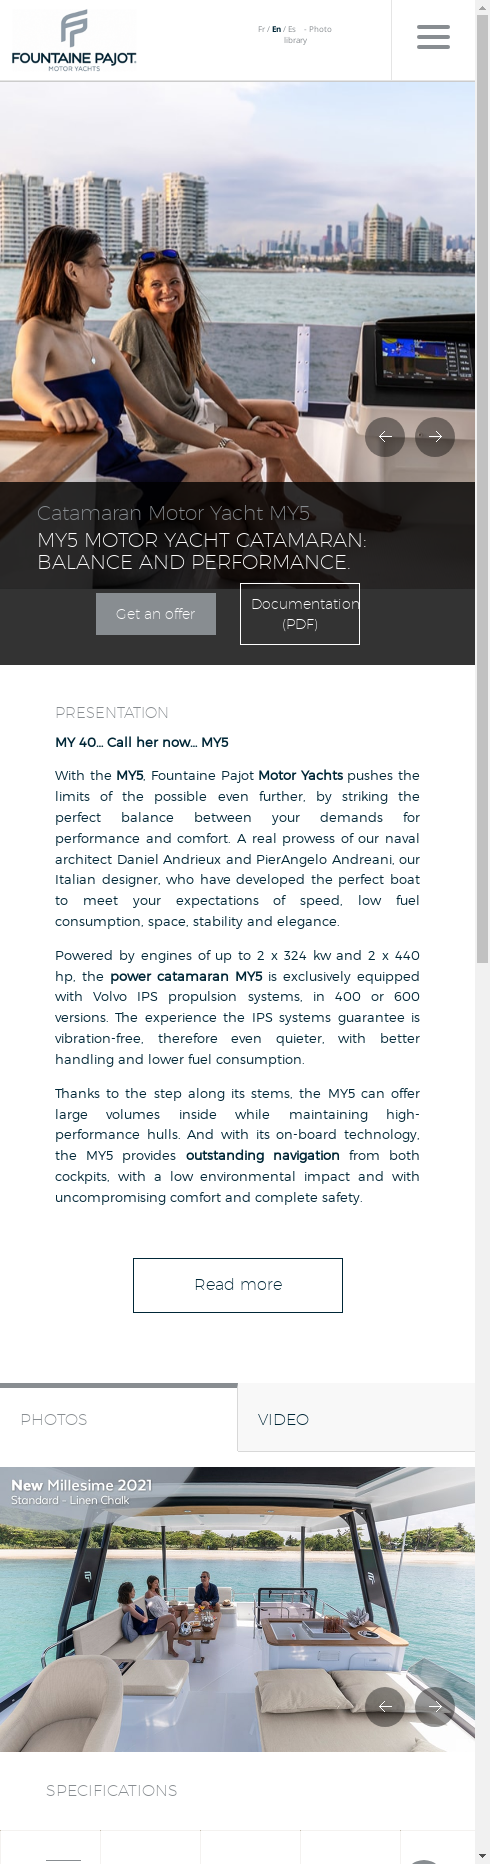 FOUNTAINE PAJOT
MOTOR YACHTS
Fr / En / Es - Photo
library
Catamaran Motor Yacht MY5
MY5 MOTOR YACHT CATAMARAN:
BALANCE AND PERFORMANCE.
Get an offer
Documentation
(PDF)
PRESENTATION
MY 40... Call her now... MY5
With the MY5, Fountaine Pajot Motor Yachts pushes the
limits of the possible even further, by striking the
perfect balance between your demands for
performance and comfort. A real prowess of our naval
architect Daniel Andrieux and PierAngelo Andreani, our
Italian designer, who have developed the perfect boat
to meet your expectations of speed, low fuel
consumption, space, stability and elegance.
Powered by engines of up to 2 x 324 kw and 2 x 440
hp, the power catamaran MY5 is exclusively equipped
with Volvo IPS propulsion systems, in 400 or 600
versions. The experience the IPS systems guarantee is
vibration-free, therefore even quieter, with better
handling and lower fuel consumption.
Thanks to the step along its stems, the MY5 can offer
large volumes inside while maintaining high-
performance hulls. And with its on-board technology,
the MY5 provides outstanding navigation from both
cockpits, with a low environmental impact and with
uncompromising comfort and complete safety.
Read more
PHOTOS
VIDEO
New Millesime 2021
Standard - Linen Chalk
SPECIFICATIONS